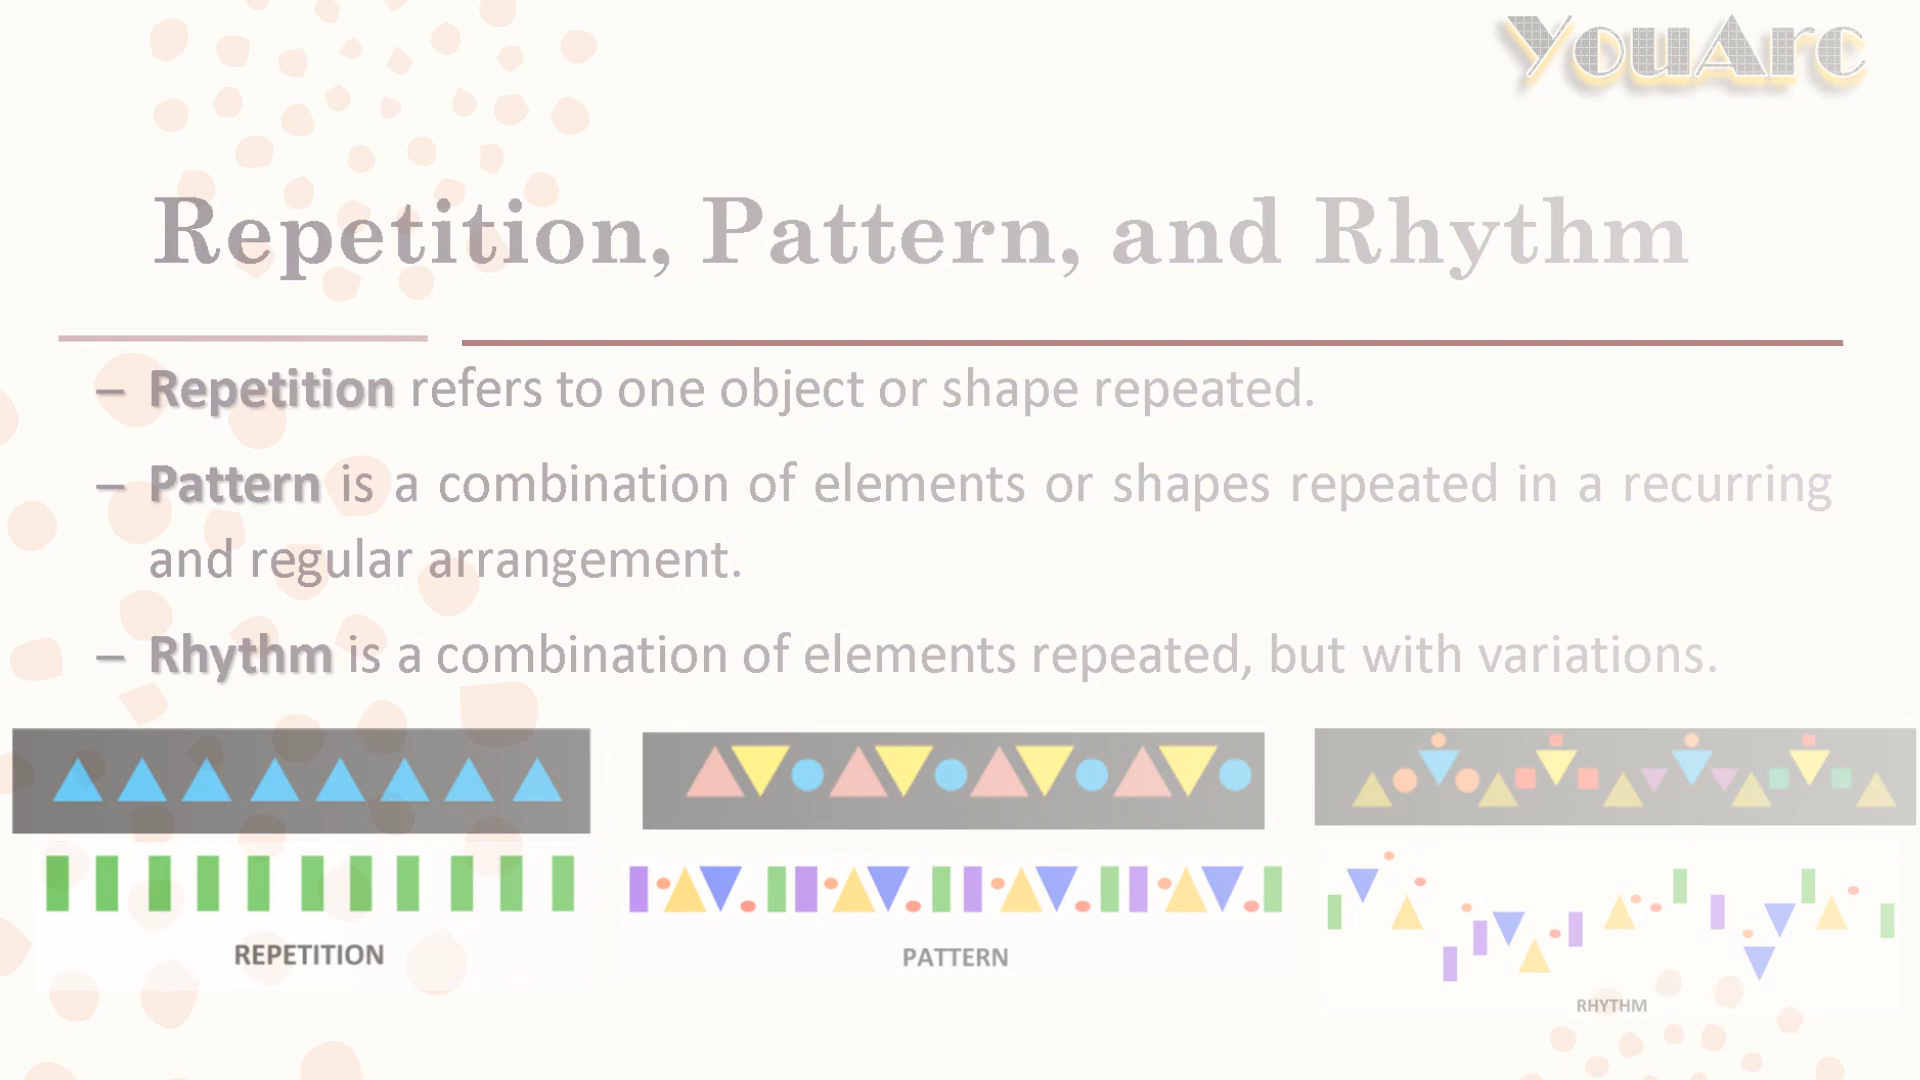 YouArc
Repetition, Pattern, and Rhythm
– Repetition refers to one object or shape repeated.
– Pattern is a combination of elements or shapes repeated in a recurring
and regular arrangement.
– Rhythm is a combination of elements repeated, but with variations.
REPETITION
PATTERN
RHYTHM